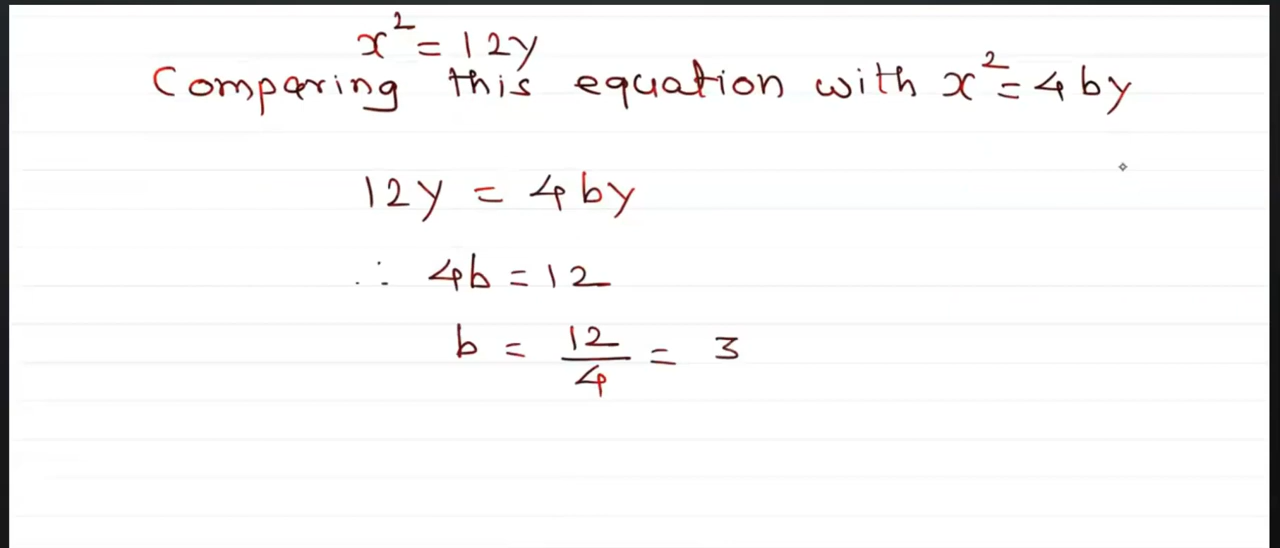 x² = 12y
Comparing this equation with x² = 4by
12y = 4by
∴ 4b = 12
b = 12/4 = 3